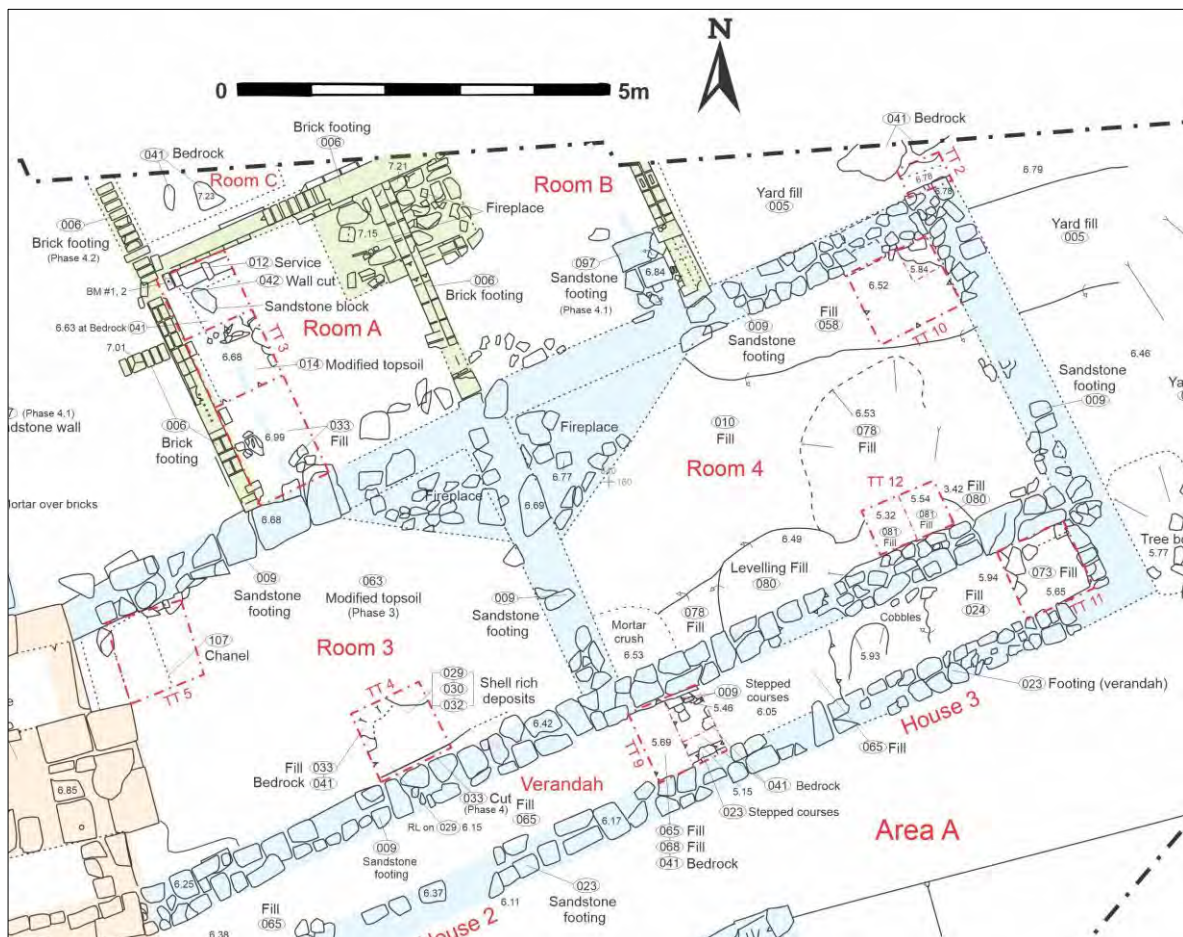 N
0
5m
041 Bedrock
Brick footing
006
7.21
041 Bedrock
Room C
7.23
Room B
TT 2
6.78
6.78
6.79
Yard fill
005
Yard fill
005
Fireplace
7.15
006
Brick footing
(Phase 4.2)
012 Service
042 Wall cut
BM #1, 2
Sandstone block
006
Brick footing
097
Sandstone
footing
(Phase 4.1)
6.84
5.84
6.52
Fill
058
TT 10
009
Sandstone
footing
6.63 at Bedrock 041
7.01
Room A
TT 3
6.68
014 Modified topsoil
6.46
Sandstone
footing
009
(Phase 4.1)
006
Brick
footing
6.99
033
Fill
Fireplace
010
Fill
6.53
078
Fill
Room 4
6.77
160
Mortar over bricks
Fireplace
6.69
6.68
TT 12
3.42
Fill
080
5.54
5.32
081
Fill
081
Fill
6.49
009
Sandstone
footing
063
Modified topsoil
(Phase 3)
009
Sandstone
footing
Levelling Fill
080
5.94
073 Fill
5.65
TT 11
5.77
Fill
024
078
Fill
Mortar
crush
6.53
Cobbles
5.93
107
Chanel
Room 3
TT 5
TT 4
029
030
032
Shell rich
deposits
009 Stepped
courses
5.46
6.05
023 Footing (verandah)
House 3
6.42
5.69
TT 9
065 Fill
Fill 033
Bedrock 041
Verandah
041 Bedrock
5.15
6.85
033 Cut
(Phase 4)
Fill
065
023 Stepped courses
Area A
RL on 029 6.15
6.17
065 Fill
068 Fill
041 Bedrock
009
Sandstone
footing
6.25
6.37
023
Sandstone
footing
6.11
Fill
065
6.38
House 2